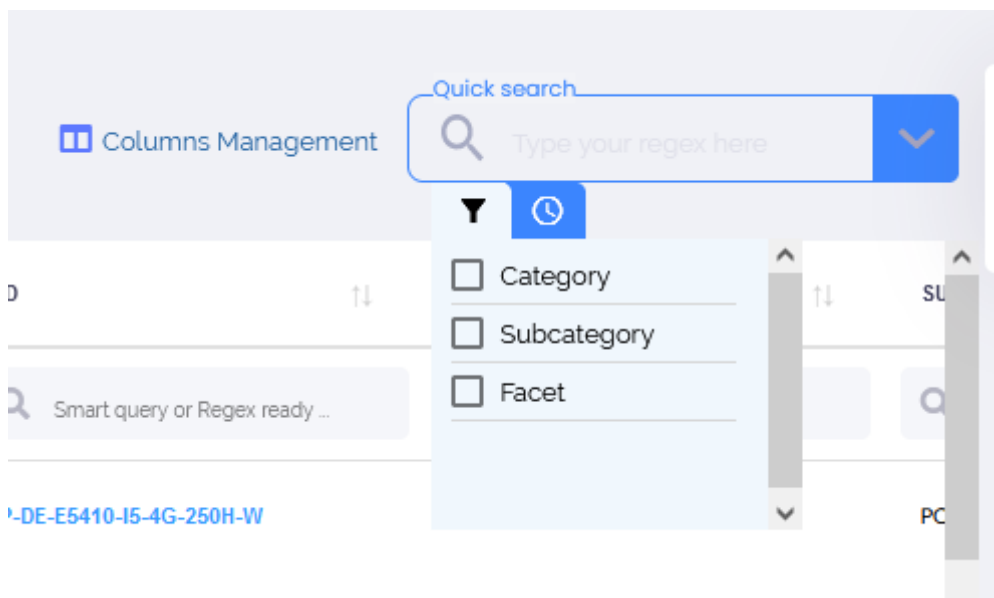 Quick search
Columns Management
Type your regex here
Category
Subcategory
Facet
Smart query or Regex ready ...
-DE-E5410-I5-4G-250H-W